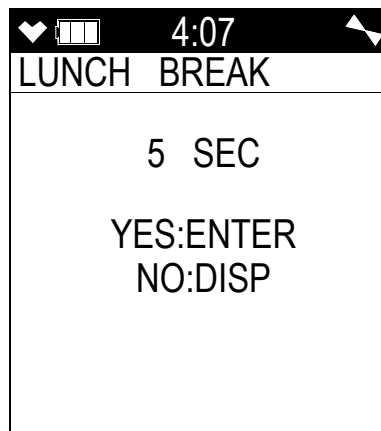 4:07
LUNCH BREAK
5 SEC
YES:ENTER
NO:DISP